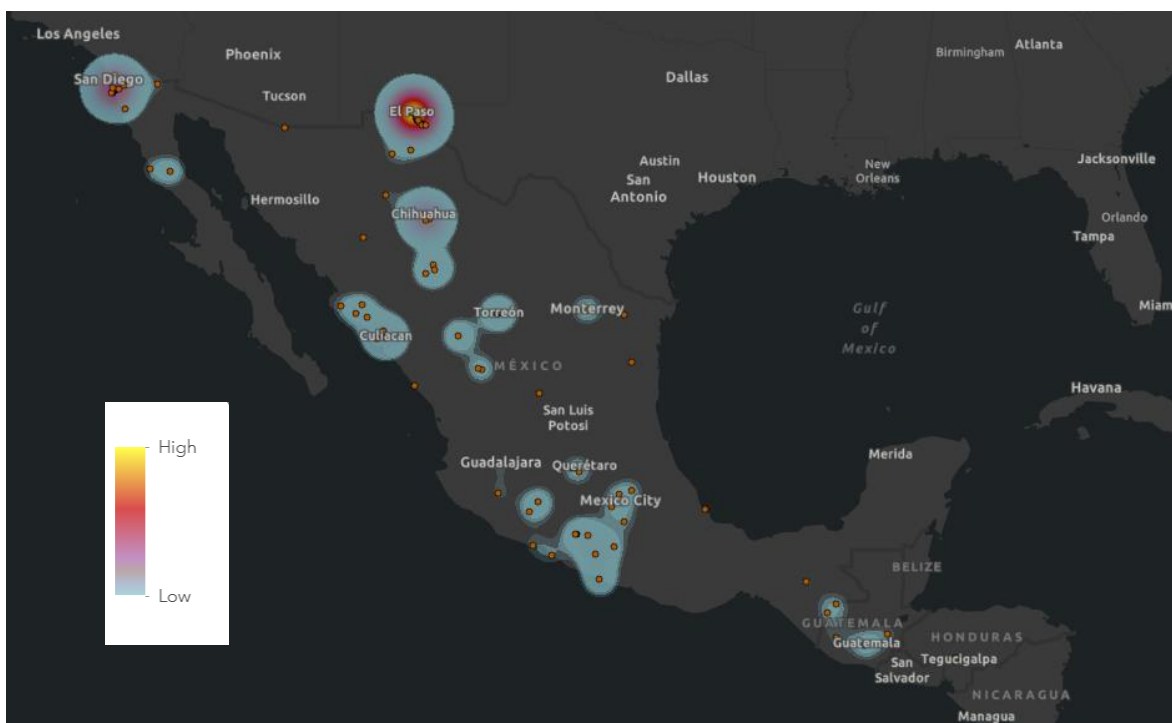 Los Angeles
Atlanta
Birmingham
Phoenix
San Diego
Dallas
Tucson
El Paso
Austin
Jacksonville
New
Orleans
San
Antonio
Houston
Hermosillo
Chihuahua
Orlando
Tampa
Miam
Torreón
Monterrey
Gulf
of
Mexico
Culiacan
MÉXICO
Havana
San Luis
Potosi
High
Guadalajara
Querétaro
Merida
Mexico City
BELIZE
Low
GUATEMALA
HONDURAS
Guatemala
Tegucigalpa
San
Salvador
NICARAGUA
Managua